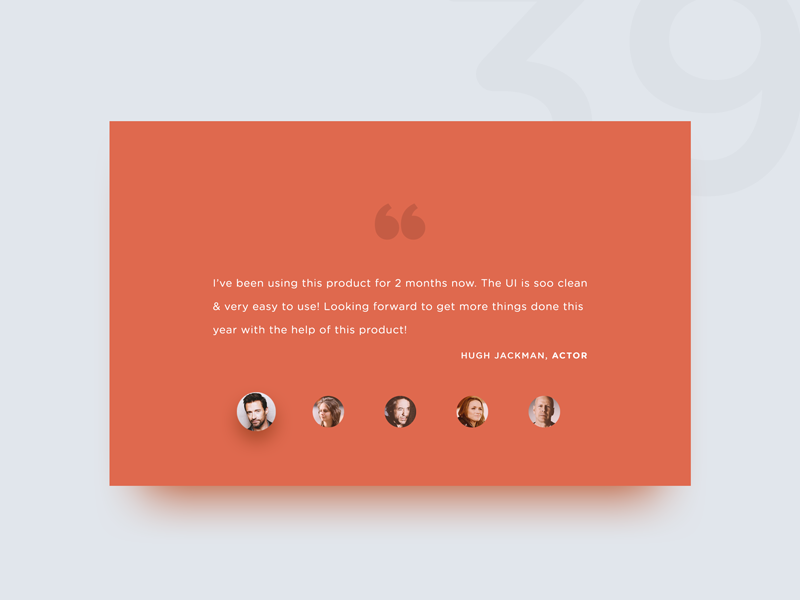 39
“
I've been using this product for 2 months now. The UI is soo clean
& very easy to use! Looking forward to get more things done this
year with the help of this product!
HUGH JACKMAN, ACTOR